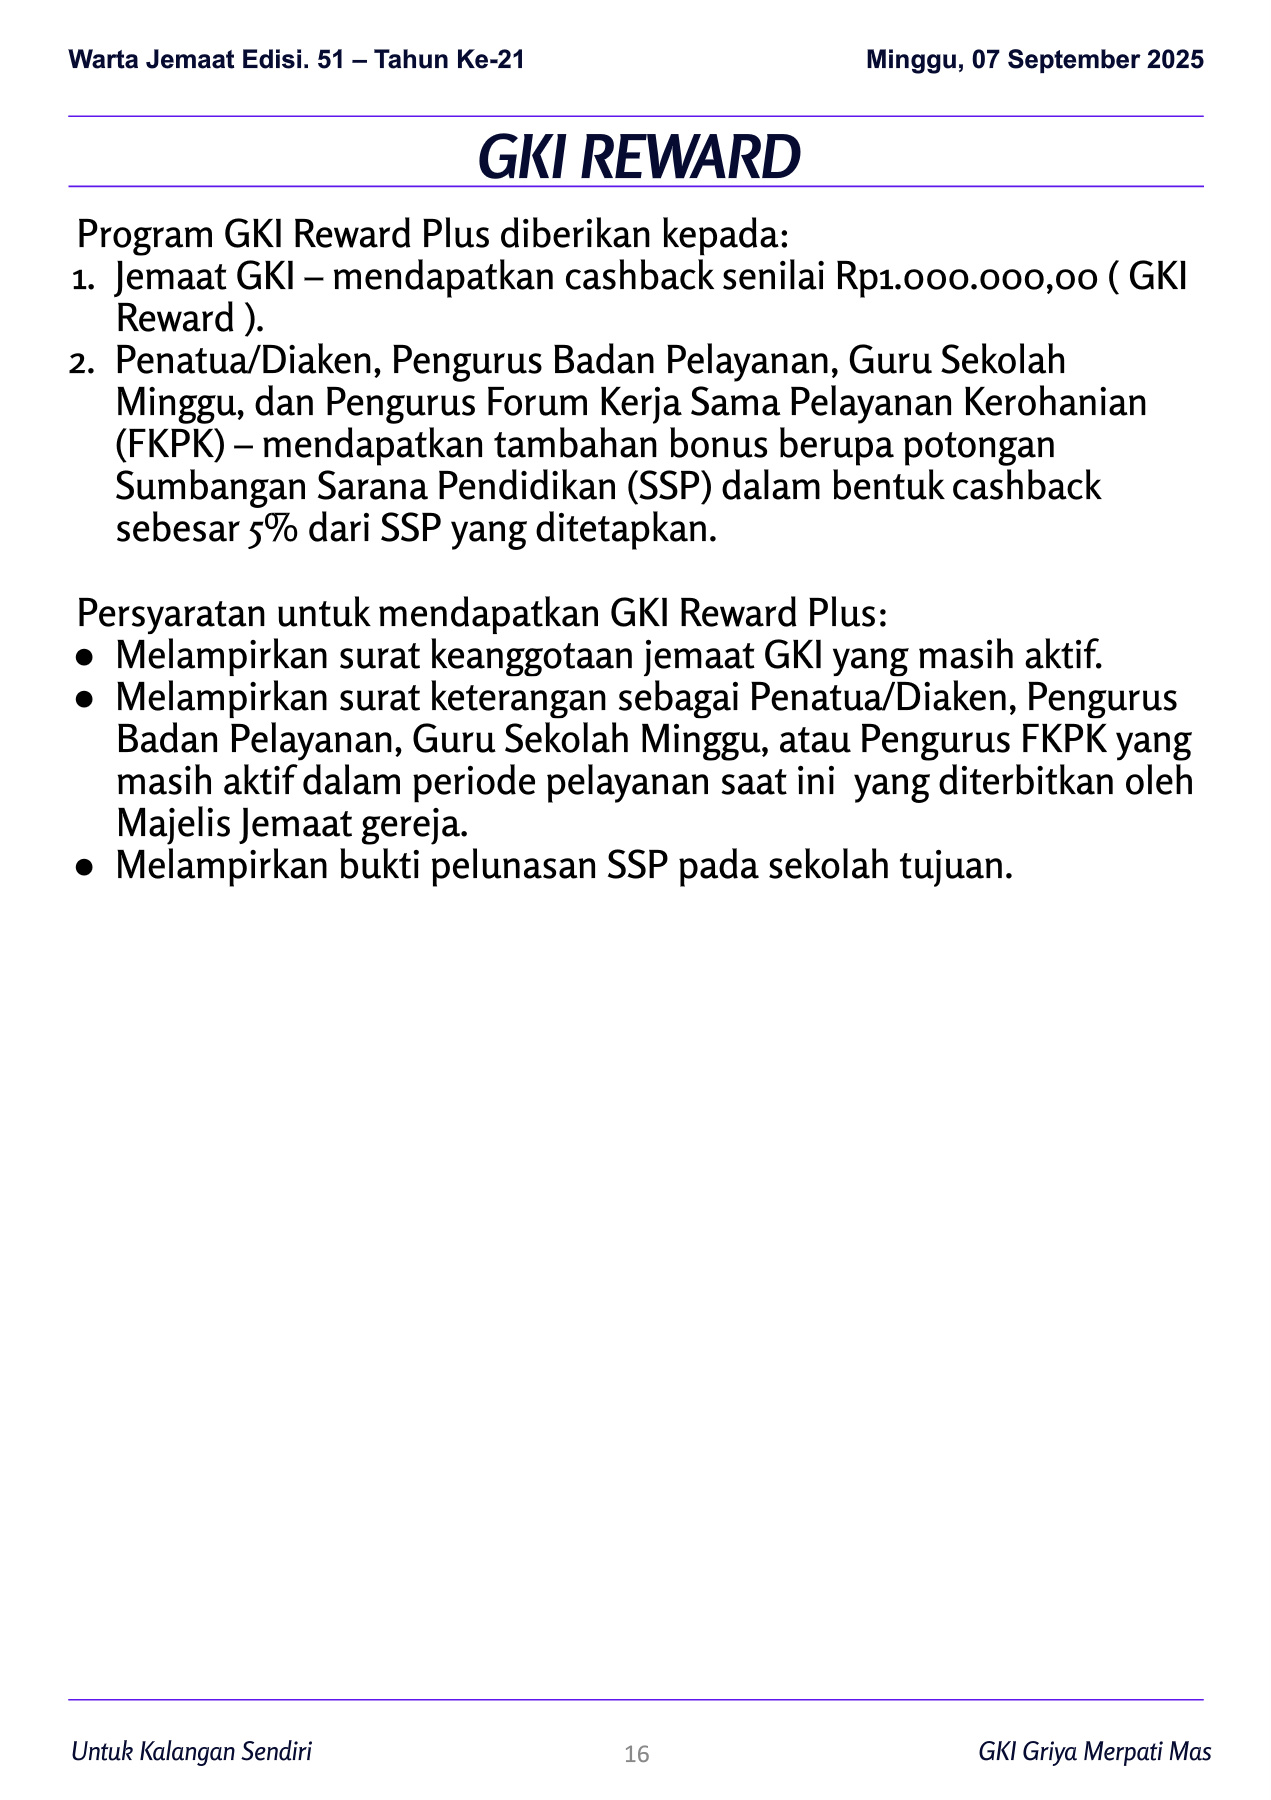 Warta Jemaat Edisi. 51 – Tahun Ke-21
Minggu, 07 September 2025
GKI REWARD
Program GKI Reward Plus diberikan kepada:
1. Jemaat GKI – mendapatkan cashback senilai Rp1.000.000,00 ( GKI
Reward ).
2. Penatua/Diaken, Pengurus Badan Pelayanan, Guru Sekolah
Minggu, dan Pengurus Forum Kerja Sama Pelayanan Kerohanian
(FKPK) – mendapatkan tambahan bonus berupa potongan
Sumbangan Sarana Pendidikan (SSP) dalam bentuk cashback
sebesar 5% dari SSP yang ditetapkan.
Persyaratan untuk mendapatkan GKI Reward Plus:
● Melampirkan surat keanggotaan jemaat GKI yang masih aktif.
● Melampirkan surat keterangan sebagai Penatua/Diaken, Pengurus
Badan Pelayanan, Guru Sekolah Minggu, atau Pengurus FKPK yang
masih aktif dalam periode pelayanan saat ini  yang diterbitkan oleh
Majelis Jemaat gereja.
● Melampirkan bukti pelunasan SSP pada sekolah tujuan.
Untuk Kalangan Sendiri
16
GKI Griya Merpati Mas